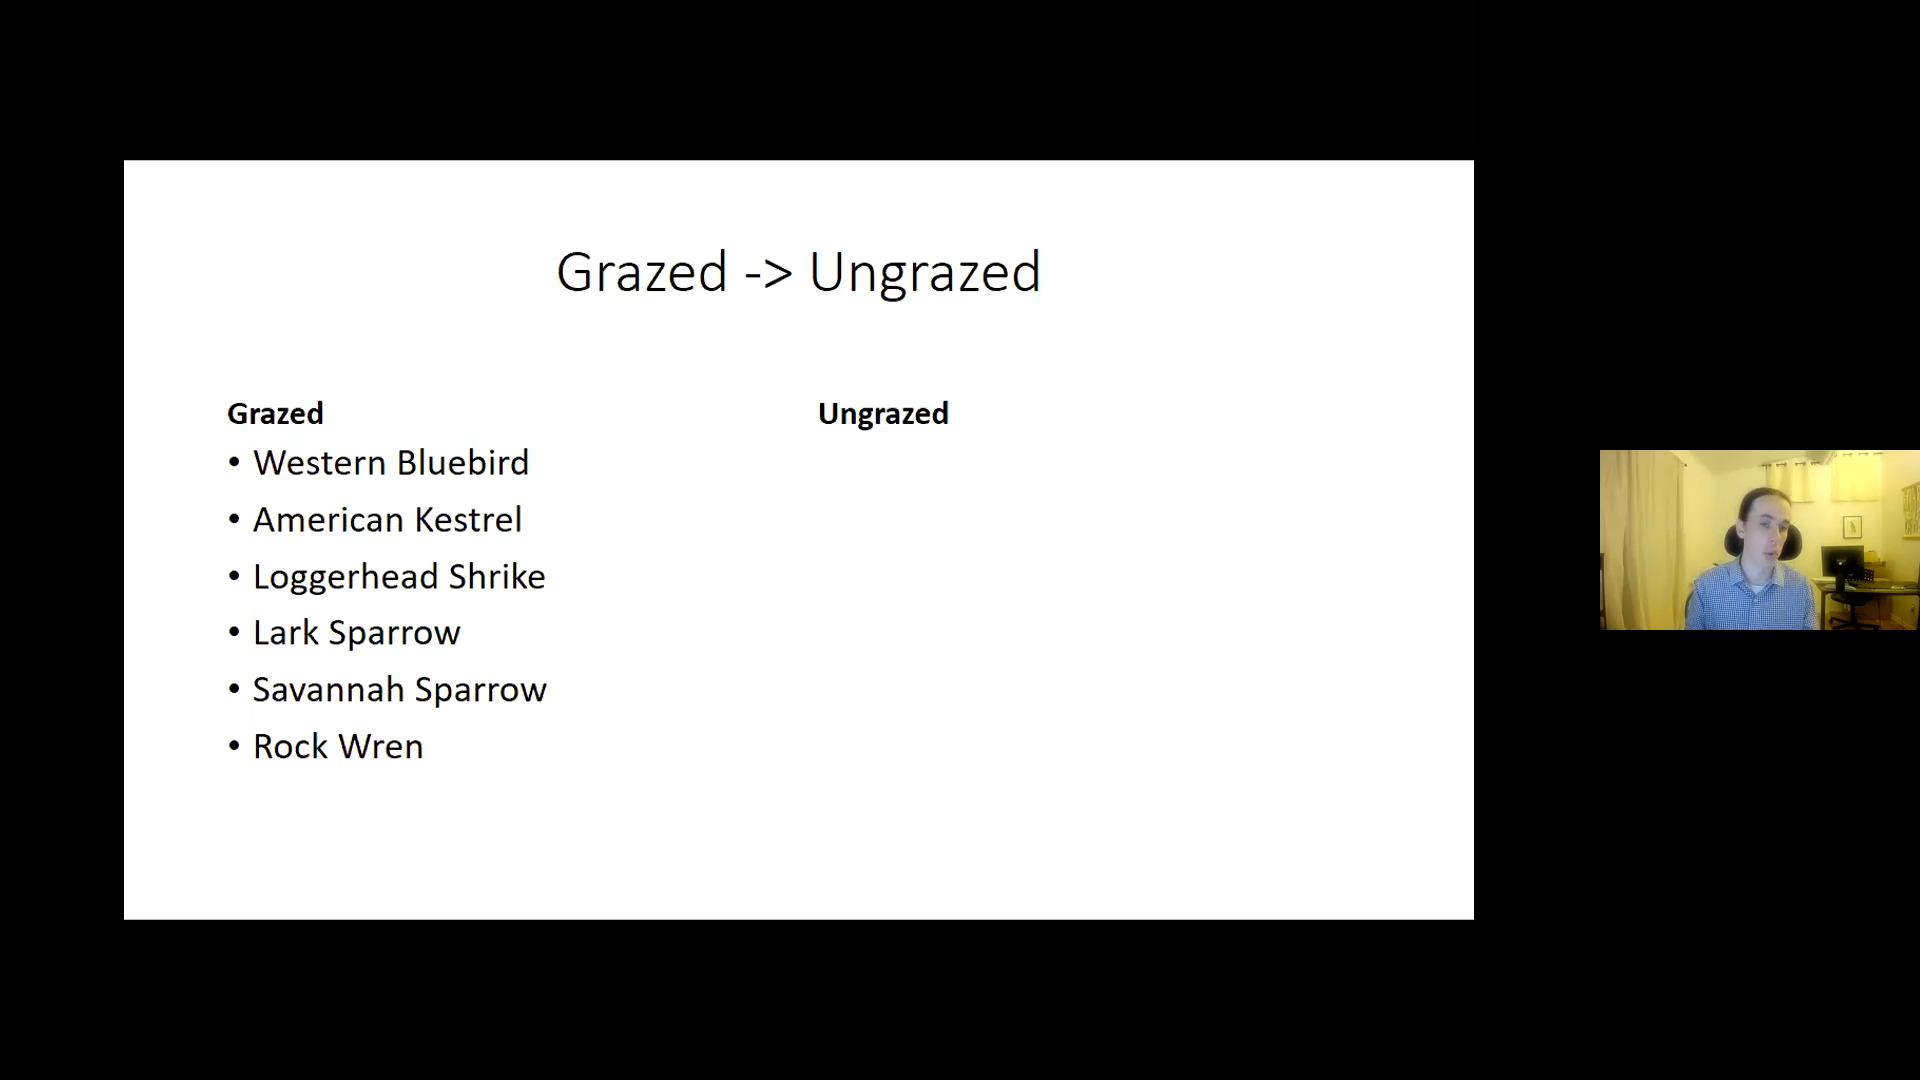 Grazed -> Ungrazed
Grazed
• Western Bluebird
• American Kestrel
• Loggerhead Shrike
• Lark Sparrow
• Savannah Sparrow
• Rock Wren
Ungrazed